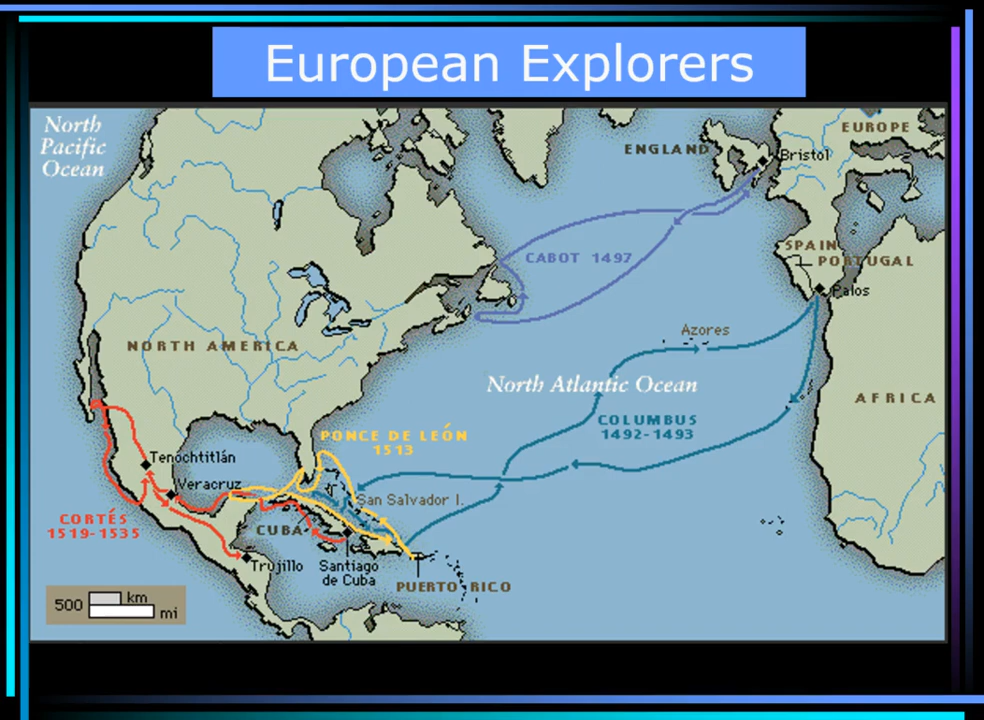 European Explorers
North
Pacific
Ocean
EUROPE
ENGLAND
Bristol
SPAIN
PORTUGAL
CABOT 1497
Palos
Azores
NORTH AMERICA
North Atlantic Ocean
AFRICA
COLUMBUS
1492-1493
PONCE DE LEÓN
1513
Tenochtitlán
Veracruz
San Salvador I.
CORTÉS
1519-1535
CUBA
Trujillo
Santiago
de Cuba
PUERTO RICO
500 km
mi